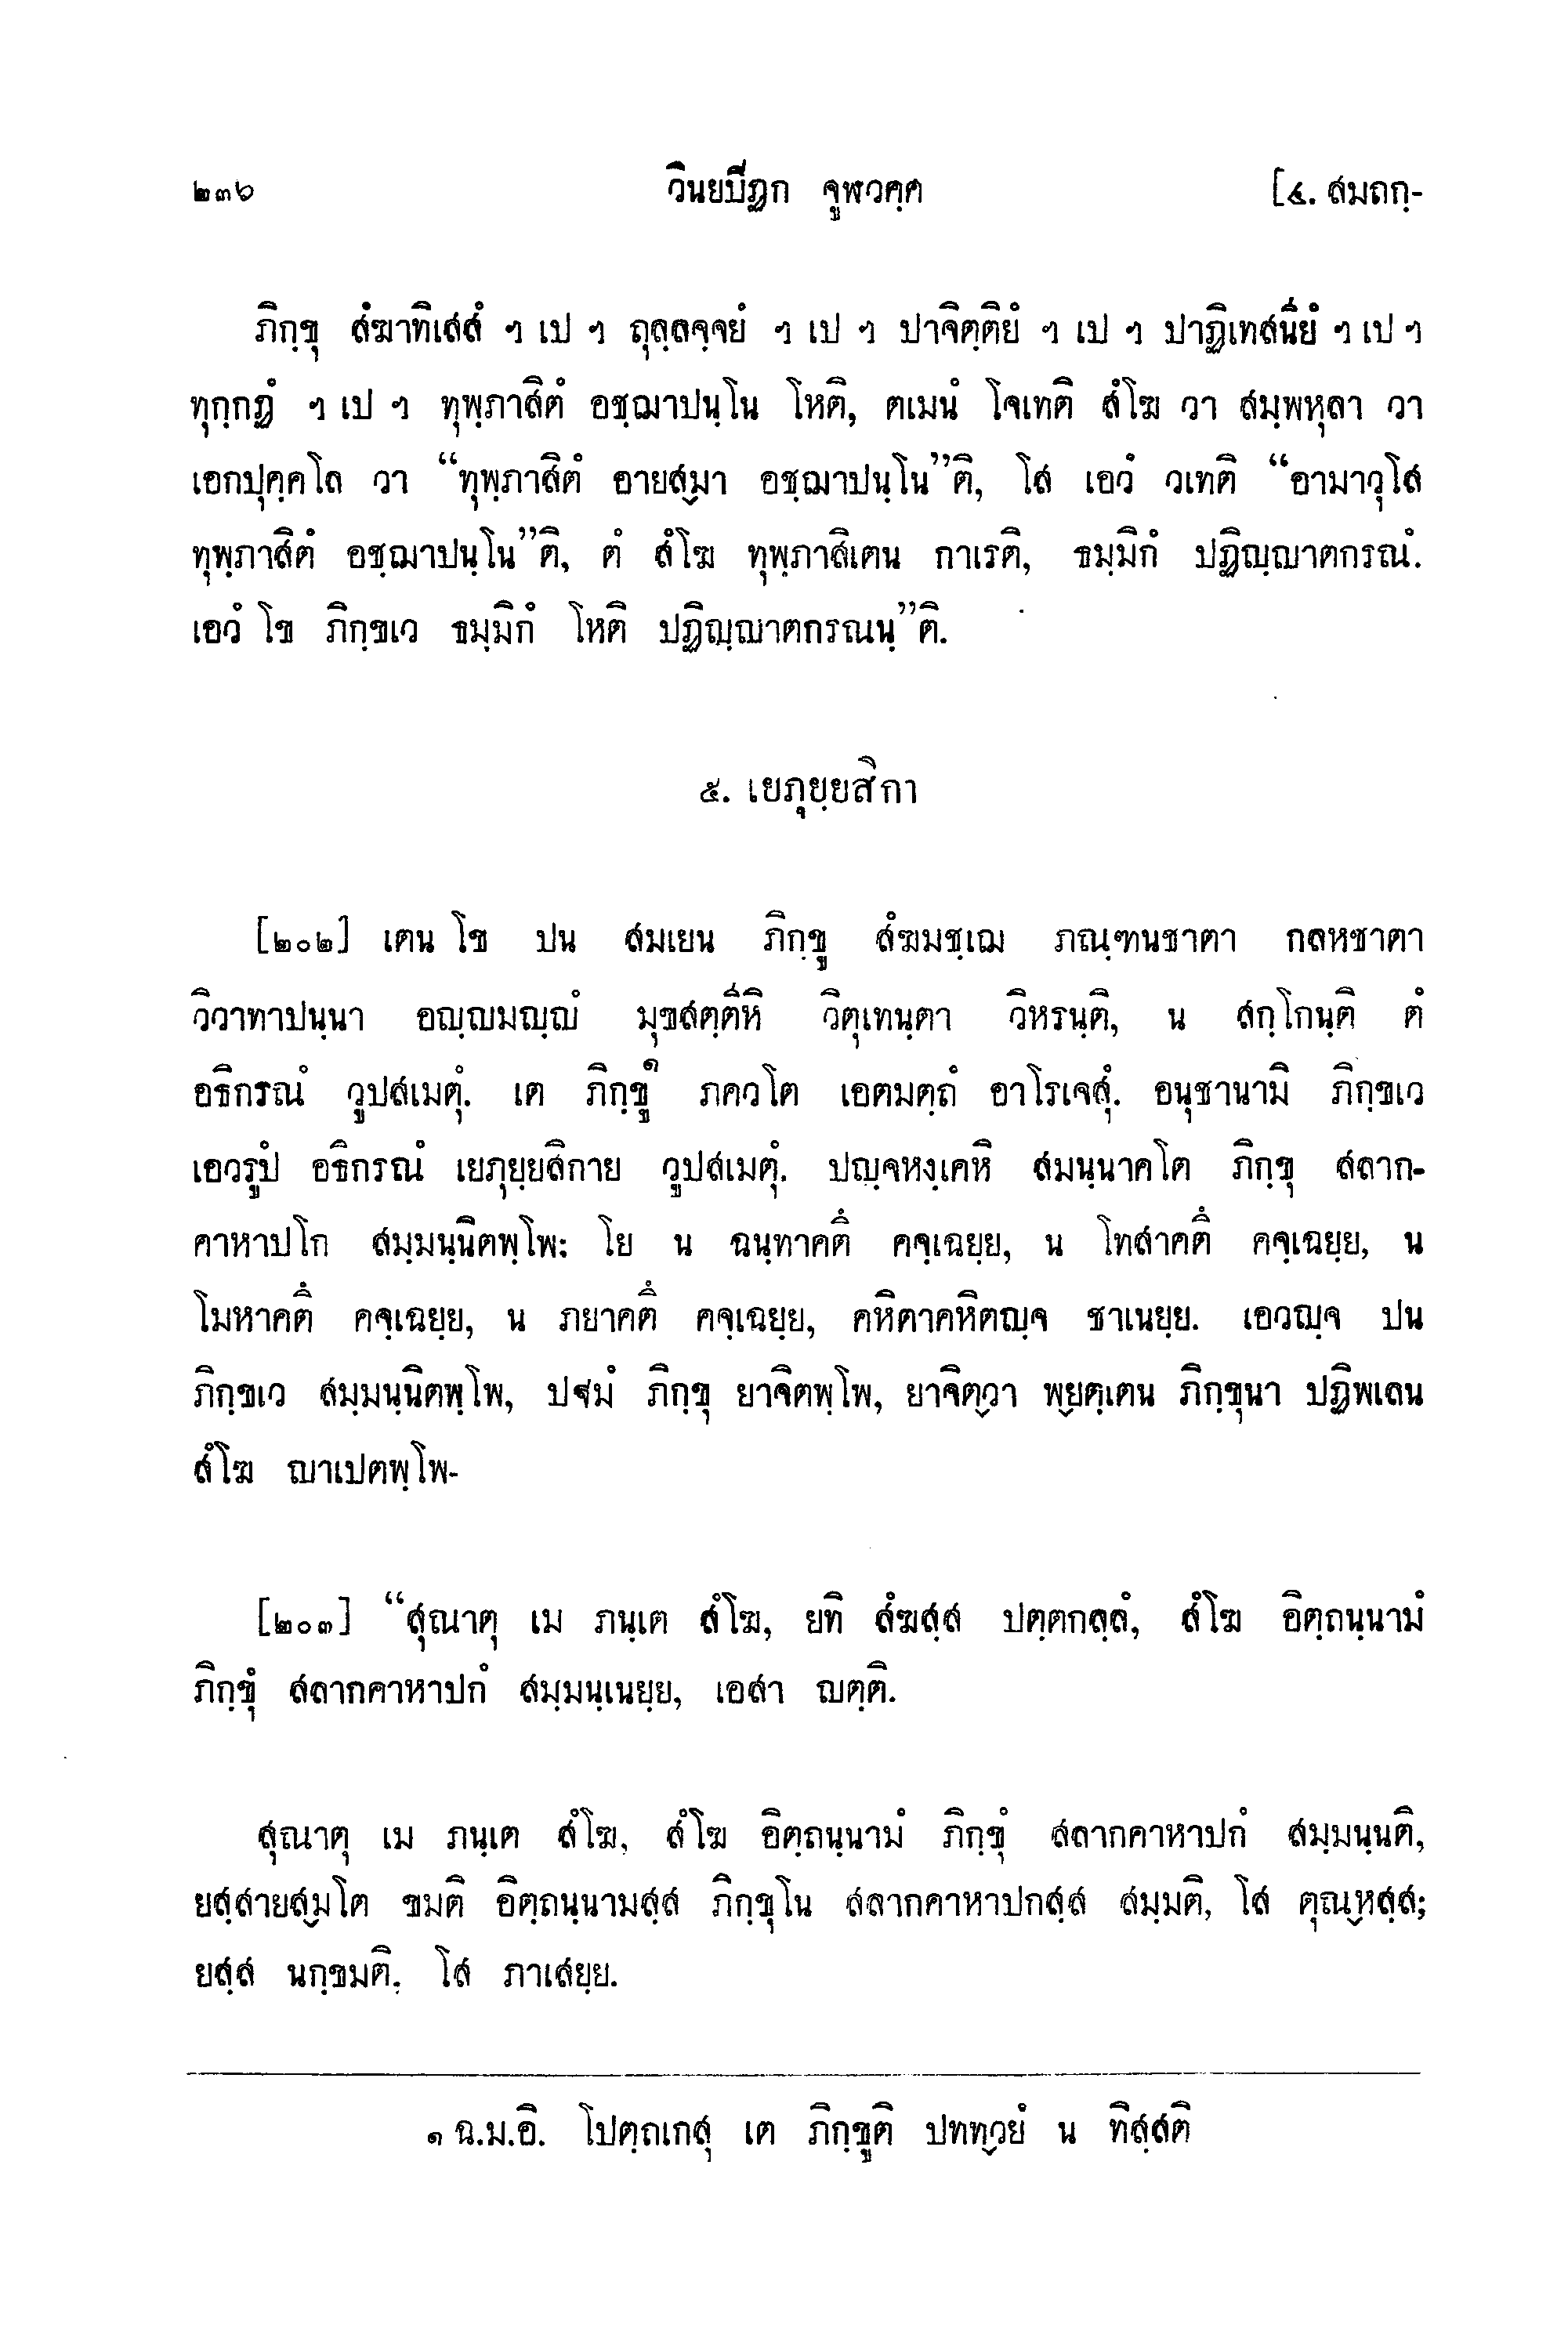 ๒๓๖ วินยปีฏก จูฬวคฺค [๔. สมถกฺ-
ภิกฺขุ สํฆาทิเสสํ ฯ เป ฯ ถุลฺลจฺจยํ ฯ เป ฯ ปาจิตฺติยํ ฯ เป ฯ ปาฏิเทสนียํ ฯ เป ฯ
ทุกฺกฏํ ฯ เป ฯ ทุพฺภาสิตํ อชฺฌาปนฺโน โหติ, ตเมนํ โจเทติ สํโฆ วา สมฺพหุลา วา
เอกปุคฺคโล วา “ทุพฺภาสิตํ อายสฺมา อชฺฌาปนฺโน”ติ, โส เอวํ วเทติ “อามาวุโส
ทุพฺภาสิตํ อชฺฌาปนฺโน”ติ, ตํ สํโฆ ทุพฺภาสิเตน กาเรติ, ธมฺมิกํ ปฏิญฺญาตกรณํ.
เอวํ โข ภิกฺขเว ธมฺมิกํ โหติ ปฏิญฺญาตกรณนฺ”ติ.
๕. เยภุยฺยสิกา
[๒๐๒] เตน โข ปน สมเยน ภิกฺขู สํฆมชฺเฌ ภณฺฑนชาตา กลหชาตา
วิวาทาปนฺนา อญฺญมญฺญํ มุขสตฺตีหิ วิตุเทนฺตา วิหรนฺติ, น สกฺโกนฺติ ตํ
อธิกรณํ วูปสเมตุํ. เต ภิกฺขู๑ ภควโต เอตมตฺถํ อาโรเจสุํ. อนุชานามิ ภิกฺขเว
เอวรูปํ อธิกรณํ เยภุยฺยสิกาย วูปสเมตุํ. ปญฺจหงฺเคหิ สมนฺนาคโต ภิกฺขุ สลาก-
คาหาปโก สมฺมนฺนิตพฺโพ: โย น ฉนฺทาคตึ คจฺเฉยฺย, น โทสาคตึ คจฺเฉยฺย, น
โมหาคตึ คจฺเฉยฺย, น ภยาคตึ คจฺเฉยฺย, คหิตาคหิตญฺจ ชาเนยฺย. เอวญฺจ ปน
ภิกฺขเว สมฺมนฺนิตพฺโพ, ปฐมํ ภิกฺขุ ยาจิตพฺโพ, ยาจิตฺวา พฺยตฺเตน ภิกฺขุนา ปฏิพเลน
สํโฆ ญาเปตพฺโพ-
[๒๐๓] “สุณาตุ เม ภนฺเต สํโฆ, ยทิ สํฆสฺส ปตฺตกลฺลํ, สํโฆ อิตฺถนฺนามํ
ภิกฺขุํ สลากคาหาปกํ สมฺมนฺเนยฺย, เอสา ญตฺติ.
สุณาตุ เม ภนฺเต สํโฆ, สํโฆ อิตฺถนฺนามํ ภิกฺขุํ สลากคาหาปกํ สมฺมนฺนติ,
ยสฺสายสฺมโต ขมติ อิตฺถนฺนามสฺส ภิกฺขุโน สลากคาหาปกสฺส สมฺมติ, โส ตุณฺหสฺส;
ยสฺส นกฺขมติ, โส ภาเสยฺย.
๑ ฉ.ม.อิ. โปตฺถเกสุ เต ภิกฺขูติ ปททฺวยํ น ทิสฺสติ